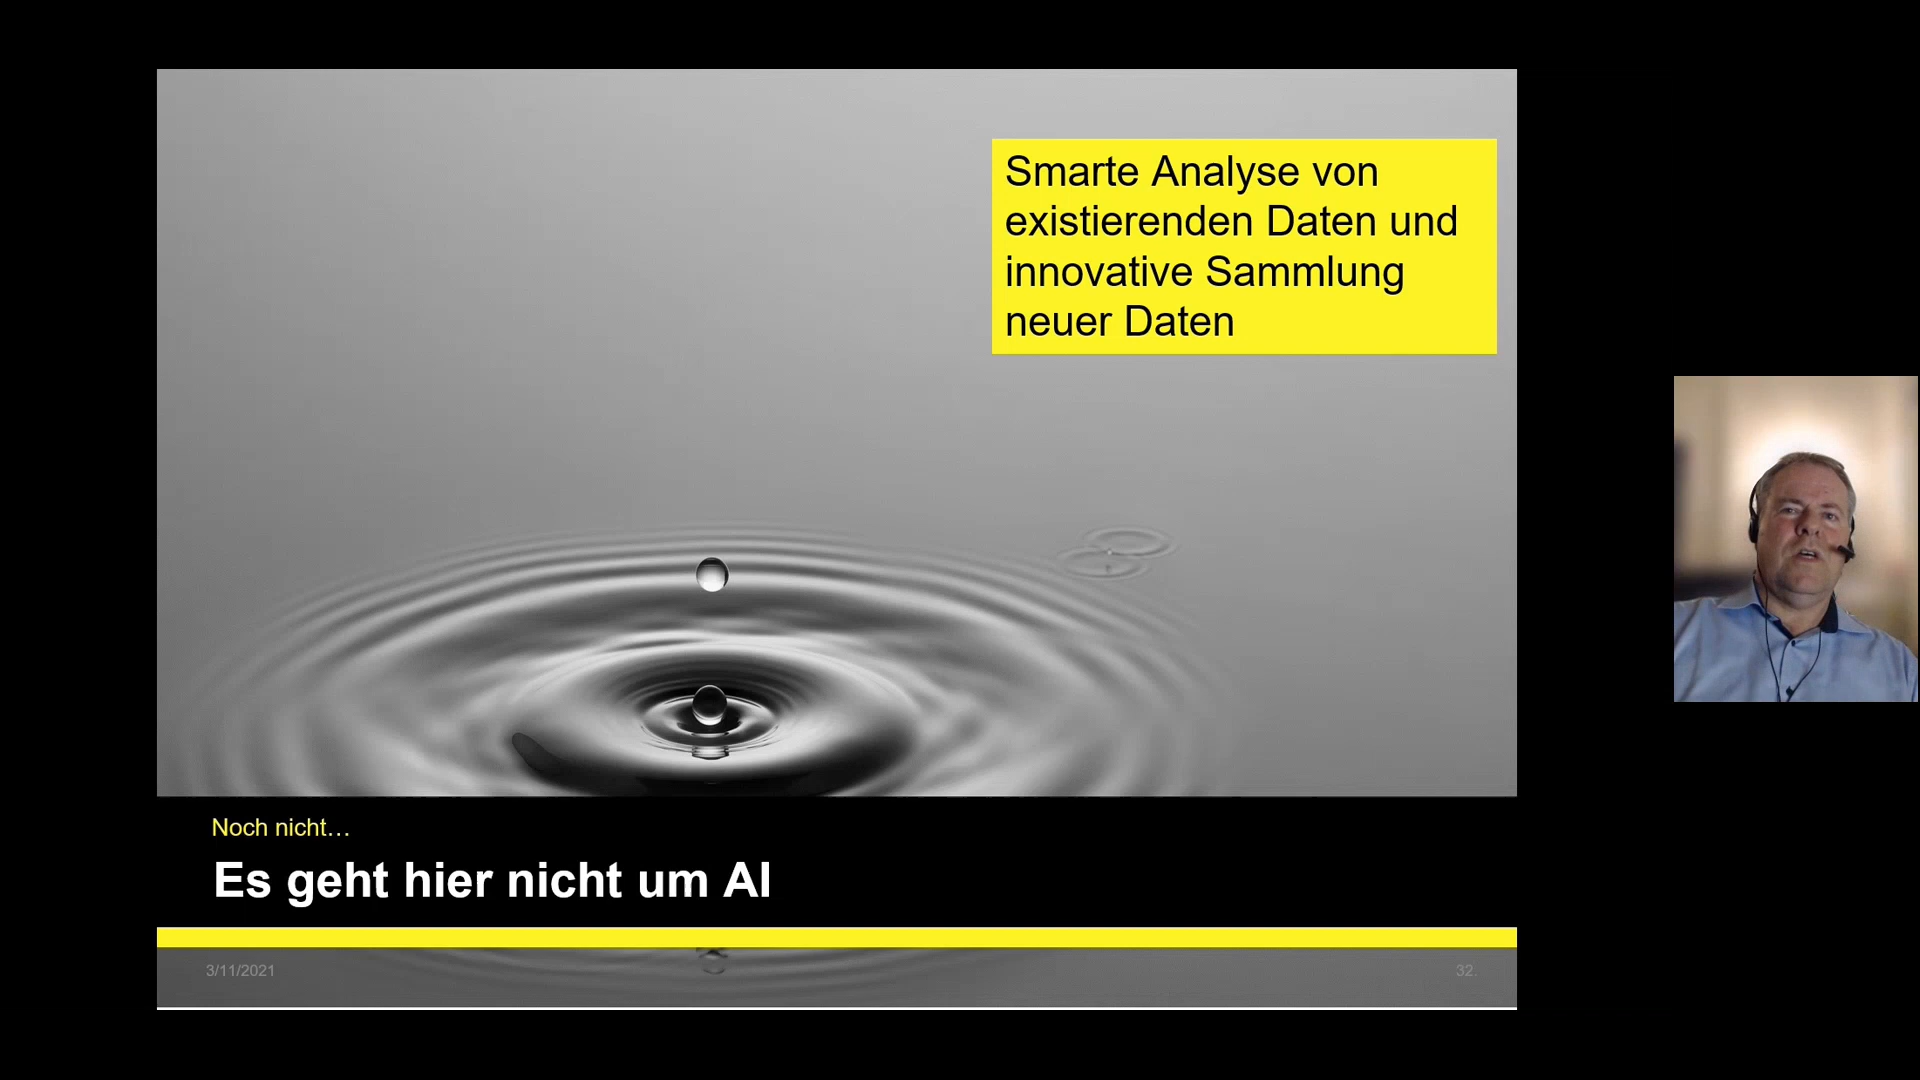 Smarte Analyse von
existierenden Daten und
innovative Sammlung
neuer Daten
Noch nicht…
Es geht hier nicht um AI
3/11/2021
32.